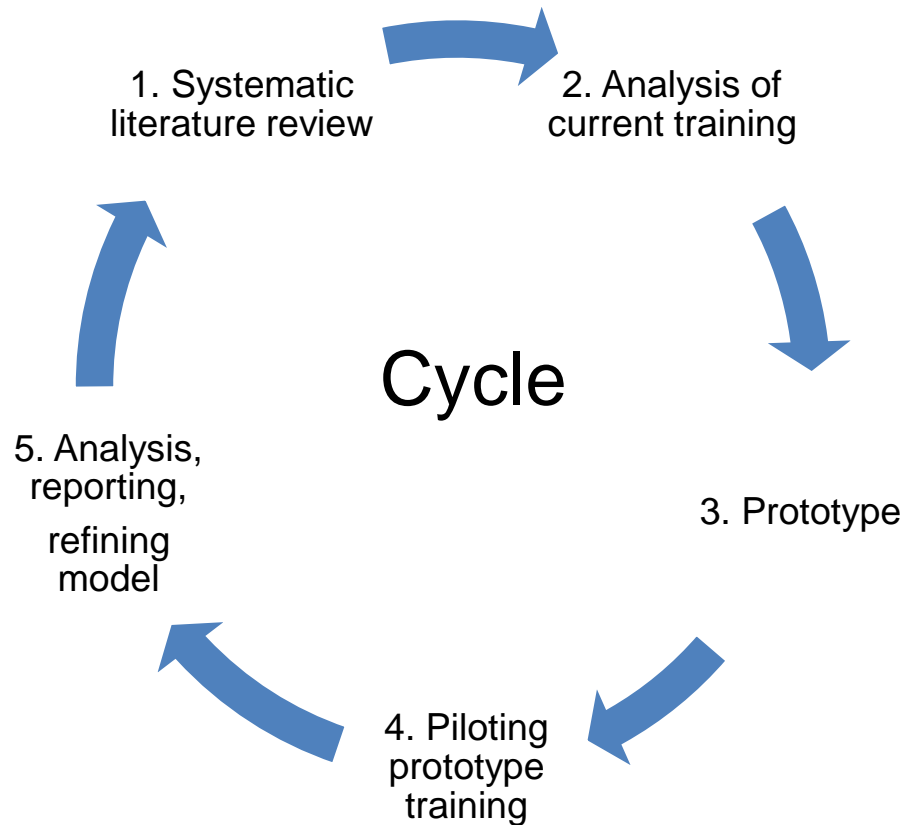 1. Systematic
literature review
2. Analysis of
current training
Cycle
3. Prototype
4. Piloting
prototype
training
5. Analysis,
reporting,
refining
model